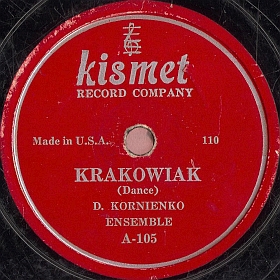 kismet
RECORD COMPANY
Made in U.S.A. 110
KRAKOWIAK
(Dance)
D. KORNIENKO
ENSEMBLE
A-105